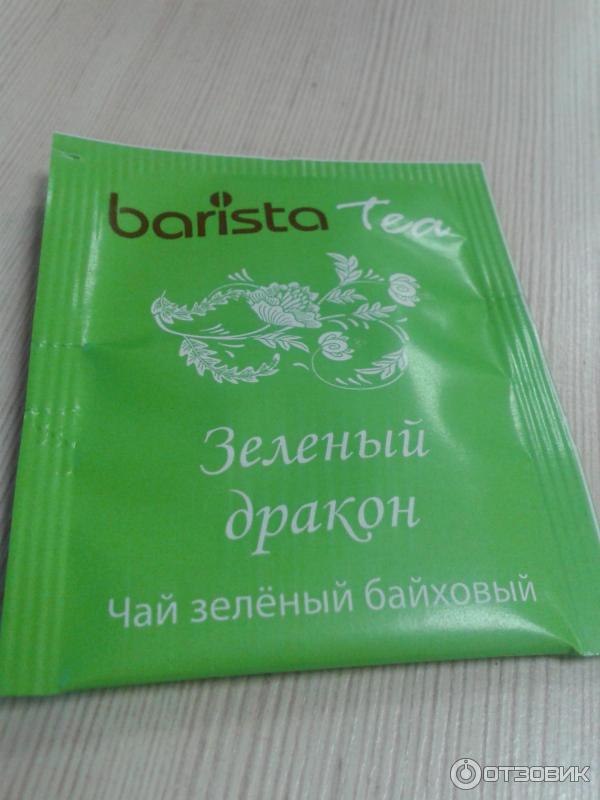 barista Tea
Зеленый
дракон
Чай зелёный байховый
ОТЗОВИК